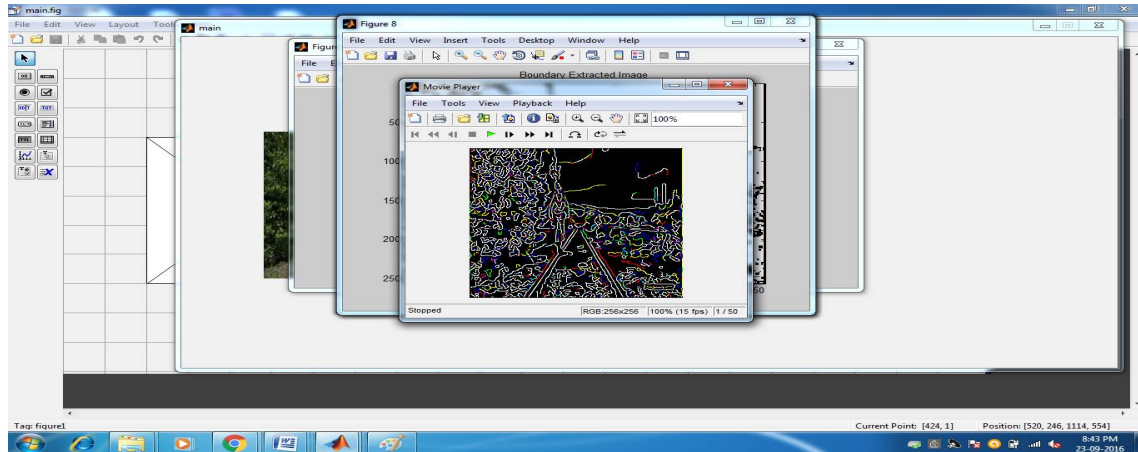 main.fig
File Edit View Layout Tool
main
Figure 8
File Edit View Insert Tools Desktop Window Help
Figur
File E
Boundary Extracted Image
Movie Player
File Tools View Playback Help
100%
50
100
150
200
250
50
Stopped RGB:256x256 100% (15 fps) 1 / 50
Tag: figure1
Current Point: [424, 1] Position: [520, 246, 1114, 554]
8:43 PM
23-09-2016